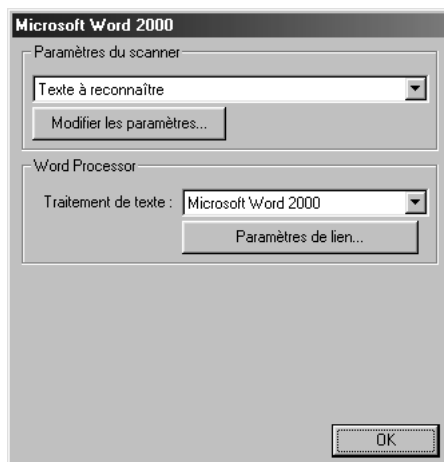 Microsoft Word 2000
Paramètres du scanner
Texte à reconnaître
Modifier les paramètres...
Word Processor
Traitement de texte : Microsoft Word 2000
Paramètres de lien...
OK